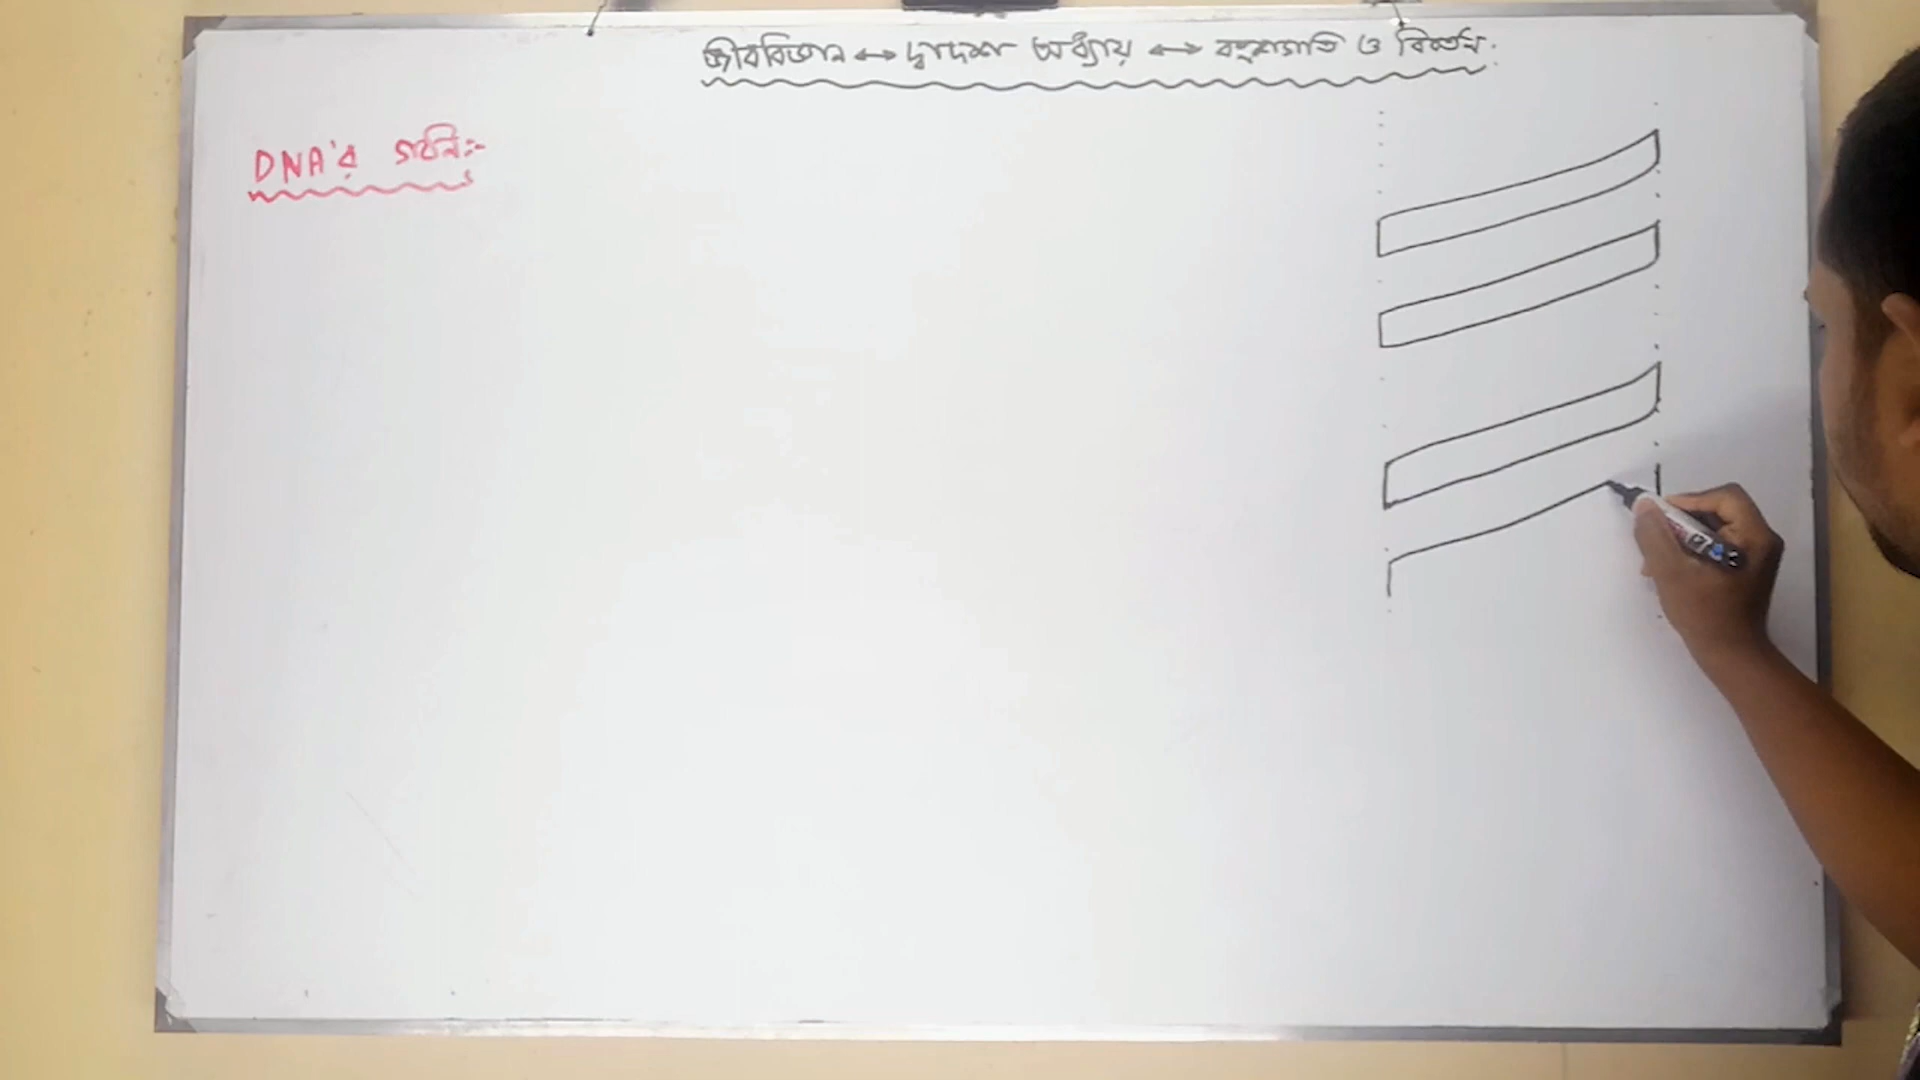 জীববিজ্ঞান ↔ দ্বাদশ অধ্যায় ↔ বংশগতি ও বিবর্তন.
DNA'র গঠন:-